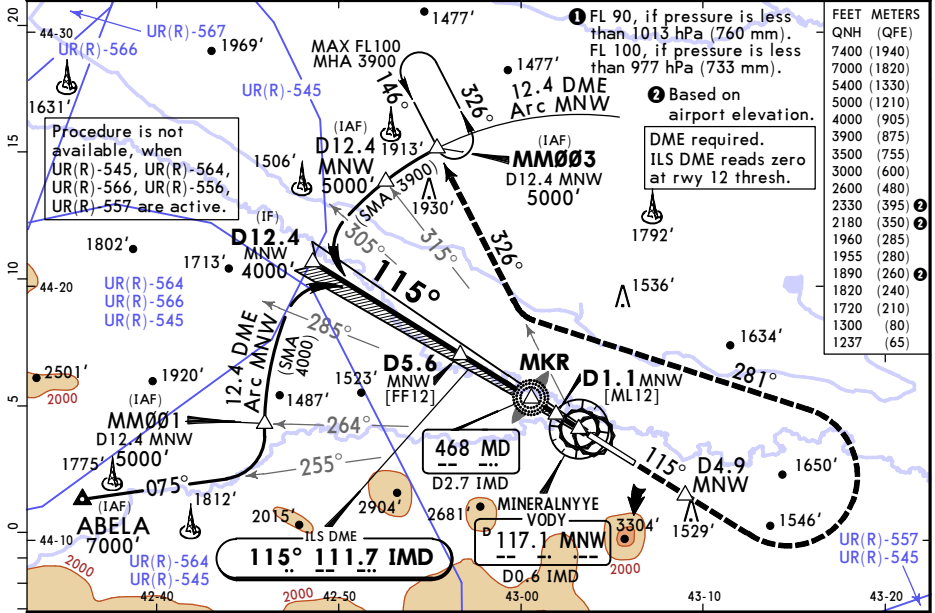 20
44-30
UR(R)-567
UR(R)-566
1969'
1477'
UR(R)-545
1631'
MAX FL100
MHA 3900
146°
326°
1477'
12.4 DME
Arc MNW
❶ FL 90, if pressure is less
than 1013 hPa (760 mm).
FL 100, if pressure is less
than 977 hPa (733 mm).
❷ Based on
airport elevation.
DME required.
ILS DME reads zero
at rwy 12 thresh.
FEET METERS
QNH (QFE)
7400 (1940)
7000 (1820)
5400 (1330)
5000 (1210)
4000 (905)
3900 (875)
3500 (755)
3000 (600)
2600 (480)
2330 (395) ❷
2180 (350) ❷
1960 (285)
1955 (280)
1890 (260) ❷
1820 (240)
1720 (210)
1300 (80)
1237 (65)
15
Procedure is not
available, when
UR(R)-545, UR(R)-564,
UR(R)-566, UR(R)-556,
UR(R)-557 are active.
1506'
(IAF)
D12.4
MNW
5000'
1913'
(SMA 3900)
1930'
(IAF)
MMØØ3
D12.4 MNW
5000'
1792'
(IF)
D12.4
MNW
4000'
305°
315°
326°
1802'
1713'
10
44-20
UR(R)-564
UR(R)-566
UR(R)-545
115°
1536'
285°
12.4 DME
Arc MNW
(SMA
4000)
D5.6
MNW
[FF12]
MKR
D1.1 MNW
[ML12]
1634'
281°
2501'
2000
1920'
1487'
1523'
5
(IAF)
MMØØ1
D12.4 MNW
5000'
264°
255°
468 MD
D2.7 IMD
115°
D4.9
MNW
1650'
1775'
075°
(IAF)
ABELA
7000'
1812'
2015'
2904'
2681'
MINERALNYYE
VODY
D 117.1 MNW
D0.6 IMD
3304'
2000
1529'
1546'
0
44-10
ILS DME
115° 111.7 IMD
UR(R)-564
UR(R)-545
UR(R)-557
UR(R)-545
2000
2000
42-40
42-50
43-00
43-10
43-20